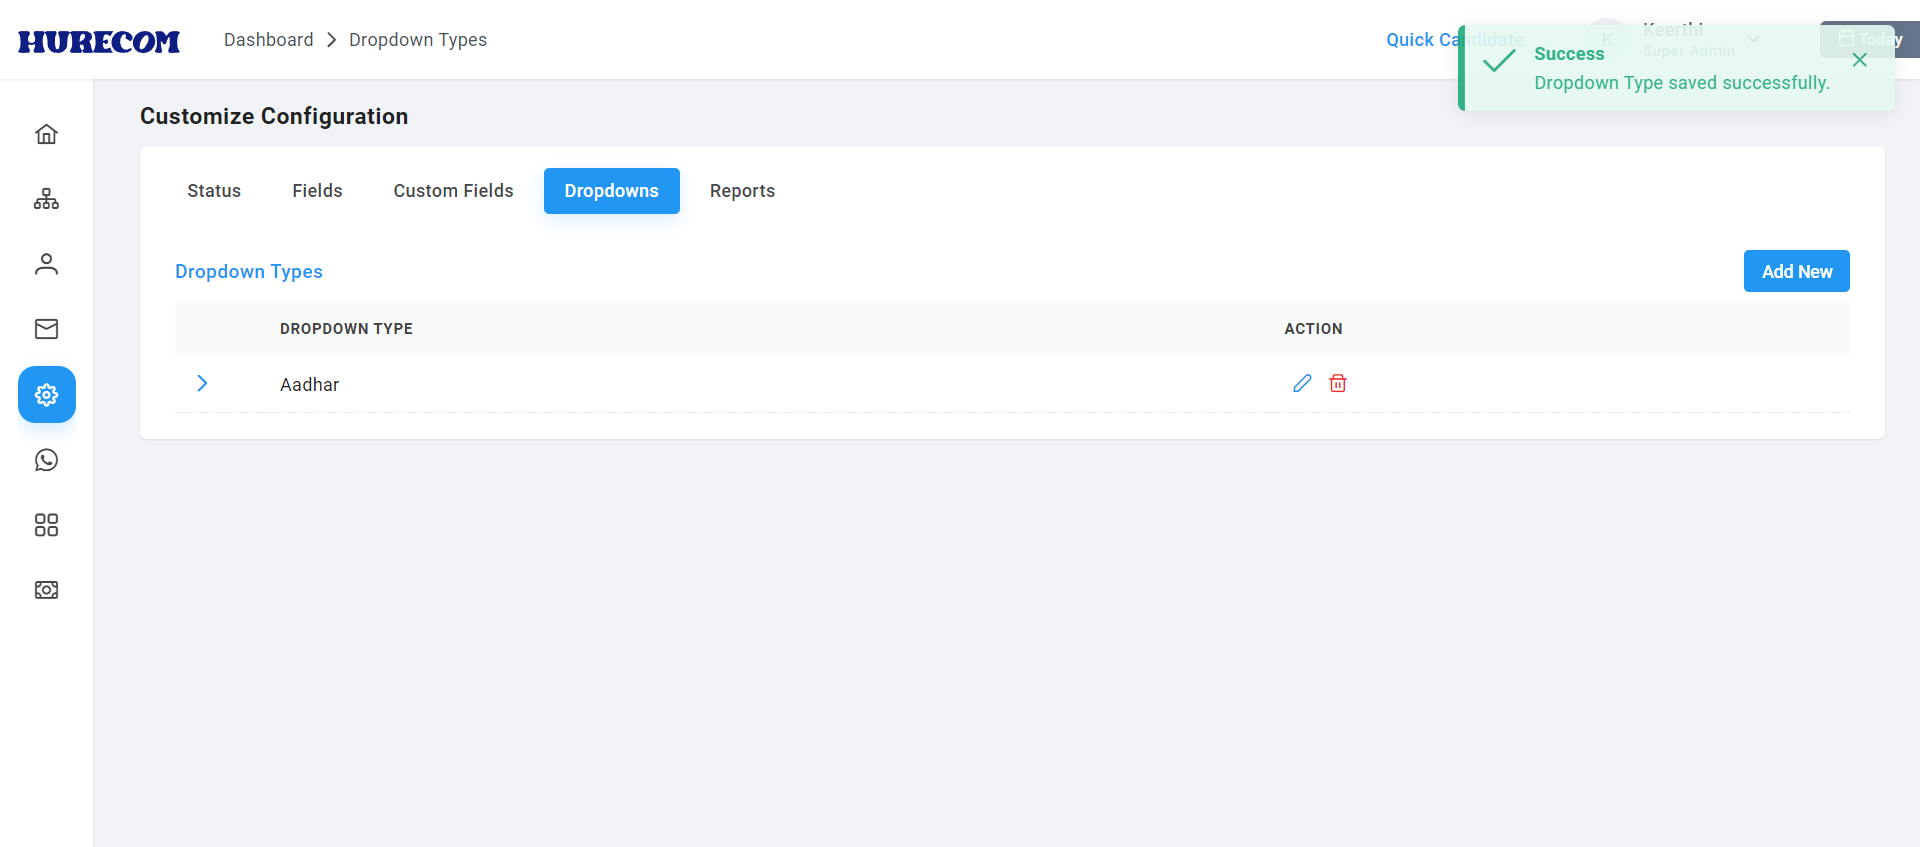 HURECOM
Dashboard > Dropdown Types
Quick Candidate
K
Keerthi
Super Admin
Today
Success
Dropdown Type saved successfully.
Customize Configuration
Status
Fields
Custom Fields
Dropdowns
Reports
Dropdown Types
Add New
DROPDOWN TYPE
ACTION
Aadhar